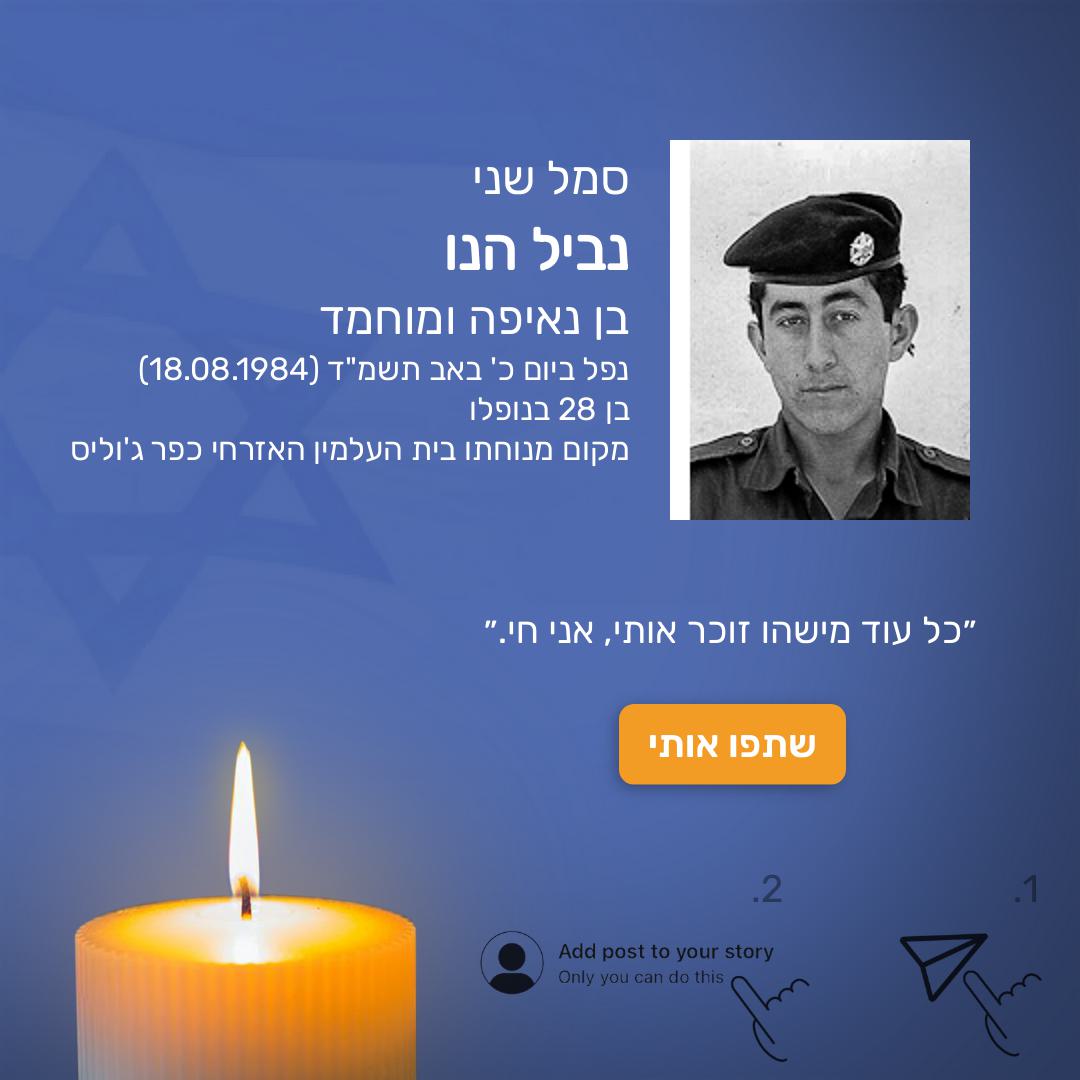 סמל שני
נביל הנו
בן נאיפה ומוחמד
נפל ביום כ' באב תשמ"ד (18.08.1984)
בן 28 בנופלו
מקום מנוחתו בית העלמין האזרחי כפר ג'וליס
״כל עוד מישהו זוכר אותי, אני חי.״
שתפו אותי
.1
.2
Add post to your story
Only you can do this